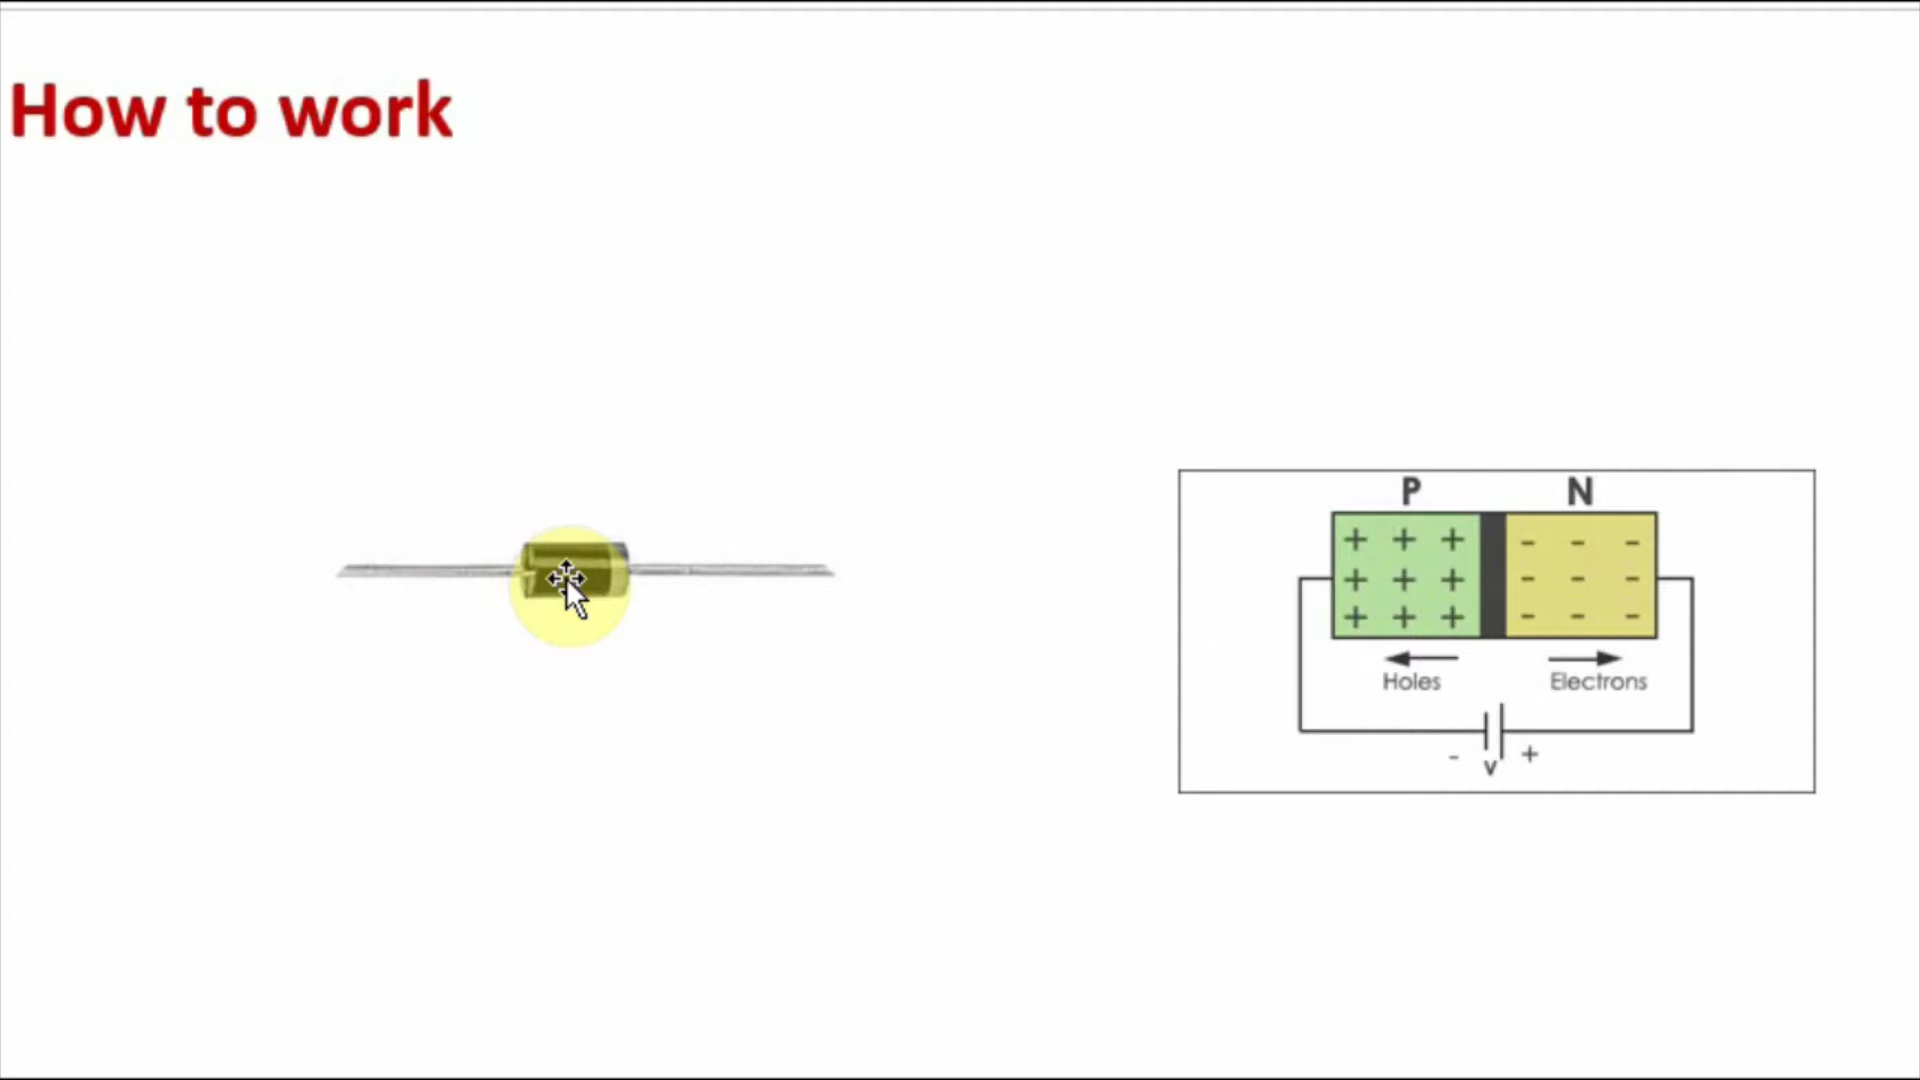 How to work
P N
+ + + - - -
+ + + - - -
+ + + - - -
Holes Electrons
- V +